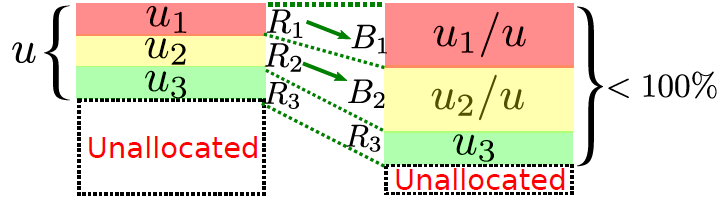 u
u₁
u₂
u₃
Unallocated
R₁
B₁
R₂
B₂
R₃
R₃
u₁/u
u₂/u
u₃
Unallocated
< 100%